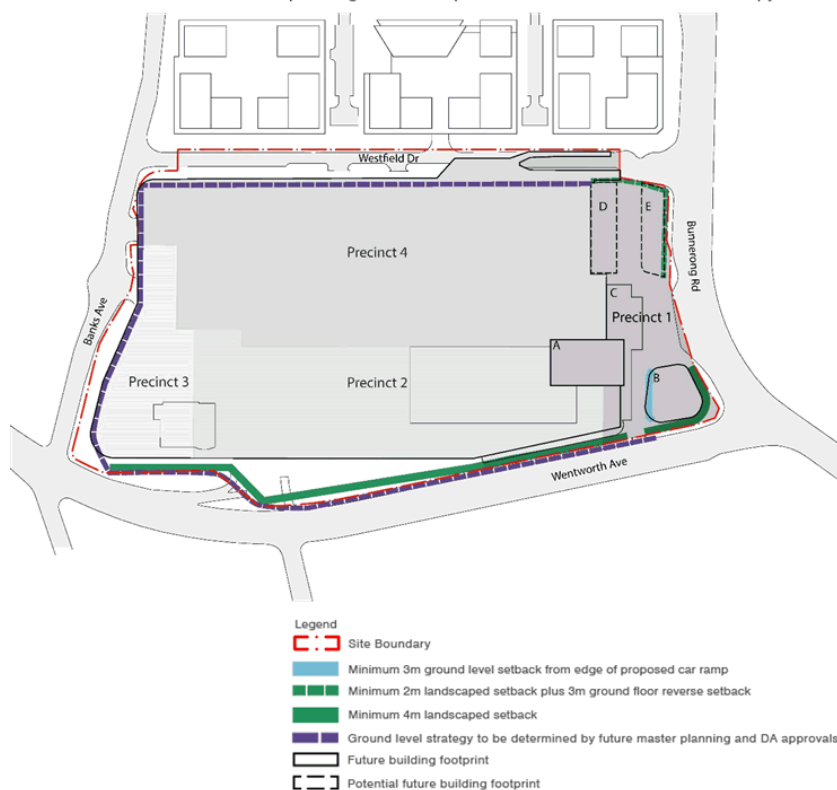 Westfield Dr
D
E
Precinct 4
Bunnerong Rd
C
Precinct 1
Banks Ave
A
Precinct 3
Precinct 2
B
Wentworth Ave
Legend
Site Boundary
Minimum 3m ground level setback from edge of proposed car ramp
Minimum 2m landscaped setback plus 3m ground floor reverse setback
Minimum 4m landscaped setback
Ground level strategy to be determined by future master planning and DA approvals
Future building footprint
Potential future building footprint